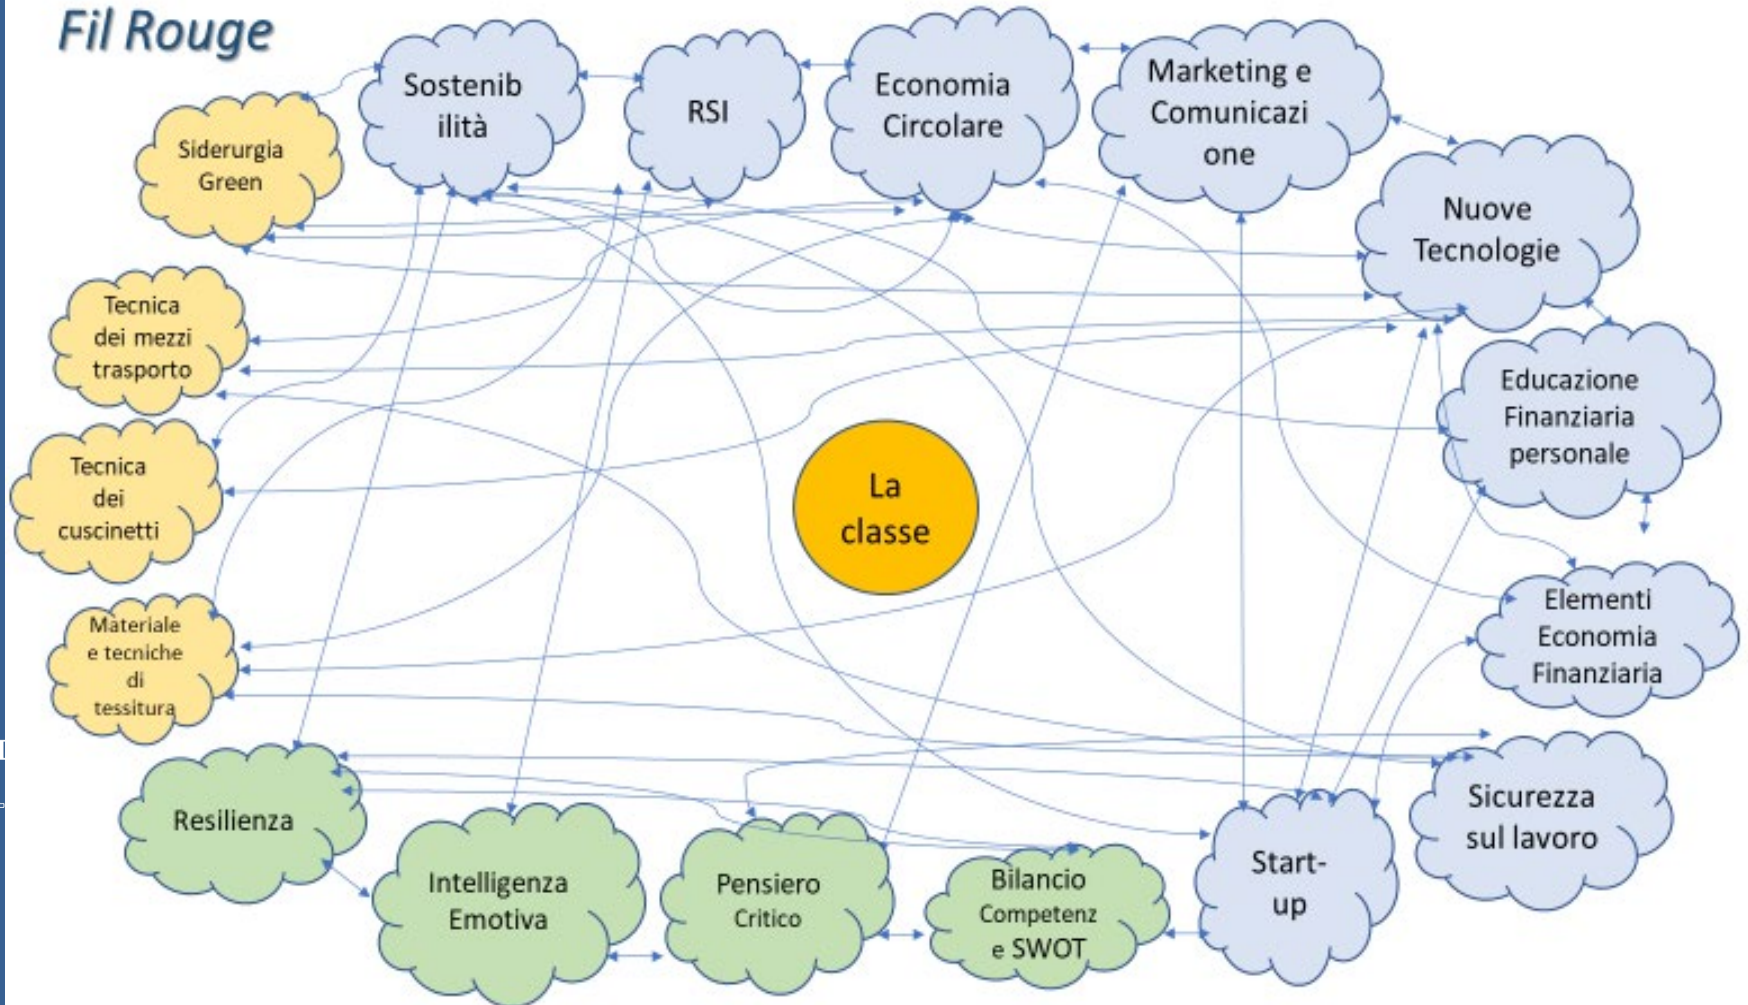 Fil Rouge
Sostenib
ilità
RSI
Economia
Circolare
Marketing e
Comunicazi
one
Siderurgia
Green
Nuove
Tecnologie
Tecnica
dei mezzi
trasporto
Educazione
Finanziaria
personale
Tecnica
dei
cuscinetti
La
classe
Elementi
Economia
Finanziaria
Materiale
e tecniche
di
tessitura
Sicurezza
sul lavoro
Resilienza
Intelligenza
Emotiva
Pensiero
Critico
Bilancio
Competenz
e SWOT
Start-
up